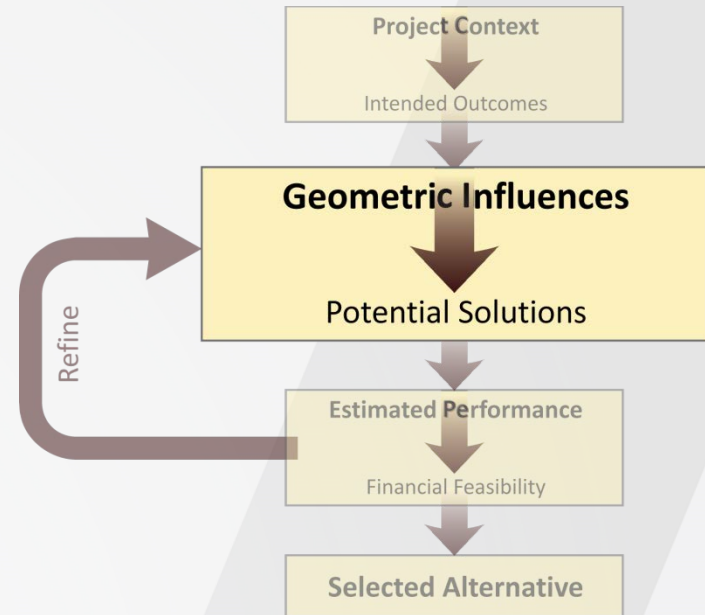 Project Context
Intended Outcomes
Geometric Influences
Potential Solutions
Refine
Estimated Performance
Financial Feasibility
Selected Alternative